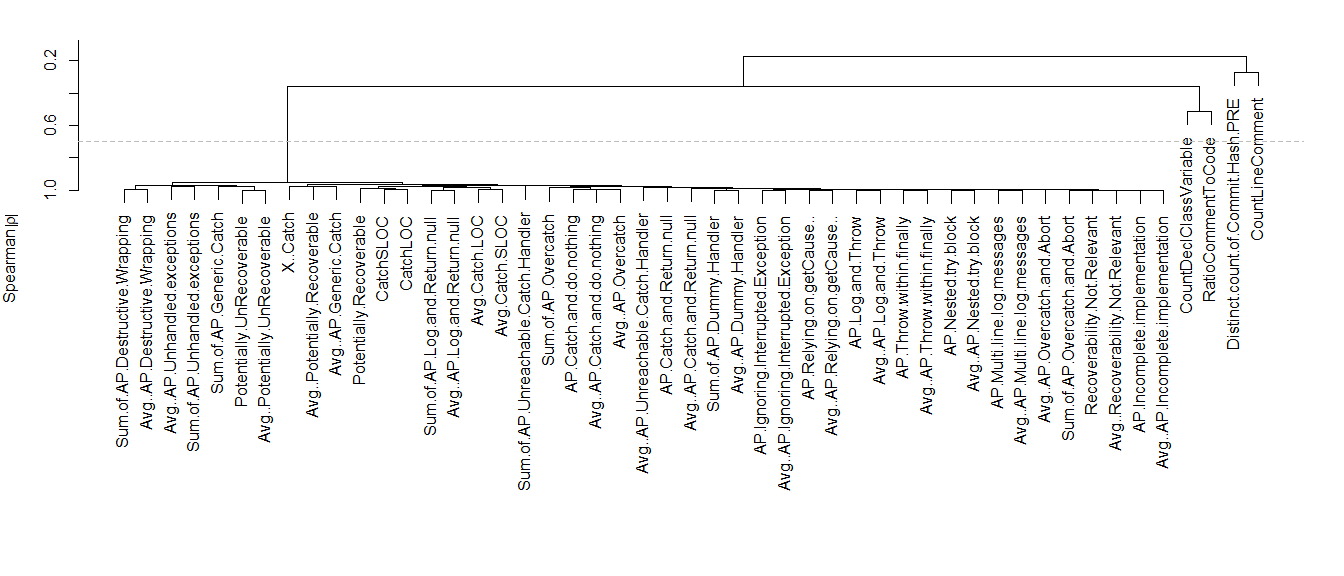 Spearman|ρ|
0.2
0.6
1.0
Sum.of.AP.Destructive.Wrapping
Avg..AP.Destructive.Wrapping
Avg..AP.Unhandled.exceptions
Sum.of.AP.Unhandled.exceptions
Sum.of.AP.Generic.Catch
Potentially.UnRecoverable
Avg..Potentially.UnRecoverable
X.Catch
Avg..Potentially.Recoverable
Avg..AP.Generic.Catch
Potentially.Recoverable
CatchSLOC
CatchLOC
Sum.of.AP.Log.and.Return.null
Avg..AP.Log.and.Return.null
Avg.Catch.LOC
Avg.Catch.SLOC
Sum.of.AP.Unreachable.Catch.Handler
Sum.of.AP.Overcatch
AP.Catch.and.do.nothing
Avg..AP.Catch.and.do.nothing
Avg..AP.Overcatch
Avg..AP.Unreachable.Catch.Handler
AP.Catch.and.Return.null
Avg..AP.Catch.and.Return.null
Sum.of.AP.Dummy.Handler
Avg..AP.Dummy.Handler
AP.Ignoring.Interrupted.Exception
Avg..AP.Ignoring.Interrupted.Exception
AP.Relying.on.getCause..
Avg..AP.Relying.on.getCause..
AP.Log.and.Throw
Avg..AP.Log.and.Throw
AP.Throw.within.finally
Avg..AP.Throw.within.finally
AP.Nested.try.block
Avg..AP.Nested.try.block
AP.Multi.line.log.messages
Avg..AP.Multi.line.log.messages
Avg..AP.Overcatch.and.Abort
Sum.of.AP.Overcatch.and.Abort
Recoverability.Not.Relevant
Avg..Recoverability.Not.Relevant
AP.Incomplete.implementation
Avg..AP.Incomplete.implementation
CountDeclClassVariable
RatioCommentToCode
Distinct.count.of.Commit.Hash.PRE
CountLineComment